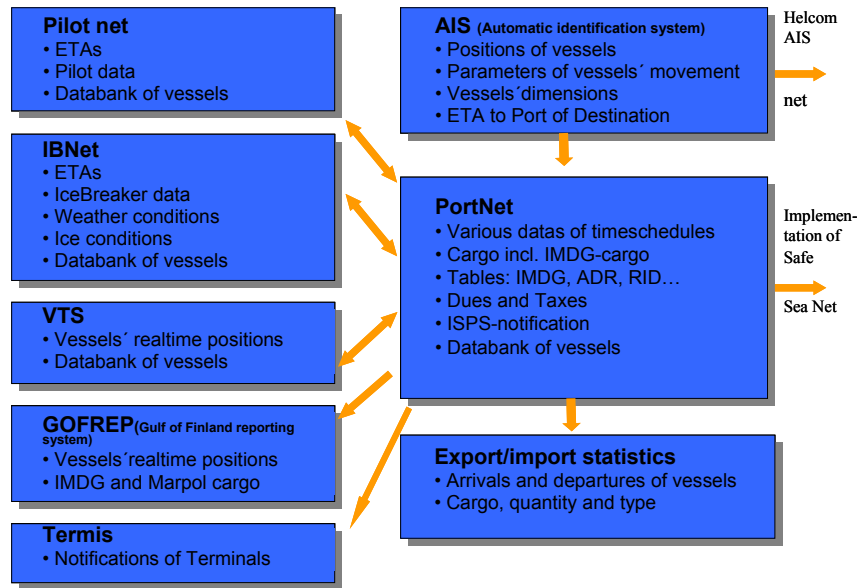 Pilot net
• ETAs
• Pilot data
• Databank of vessels
IBNet
• ETAs
• IceBreaker data
• Weather conditions
• Ice conditions
• Databank of vessels
VTS
• Vessels´ realtime positions
• Databank of vessels
GOFREP(Gulf of Finland reporting
system)
• Vessels´realtime positions
• IMDG and Marpol cargo
Termis
• Notifications of Terminals
AIS (Automatic identification system)
• Positions of vessels
• Parameters of vessels´ movement
• Vessels´dimensions
• ETA to Port of Destination
Helcom
AIS
net
PortNet
• Various datas of timeschedules
• Cargo incl. IMDG-cargo
• Tables: IMDG, ADR, RID…
• Dues and Taxes
• ISPS-notification
• Databank of vessels
Implemen-
tation of
Safe
Sea Net
Export/import statistics
• Arrivals and departures of vessels
• Cargo, quantity and type